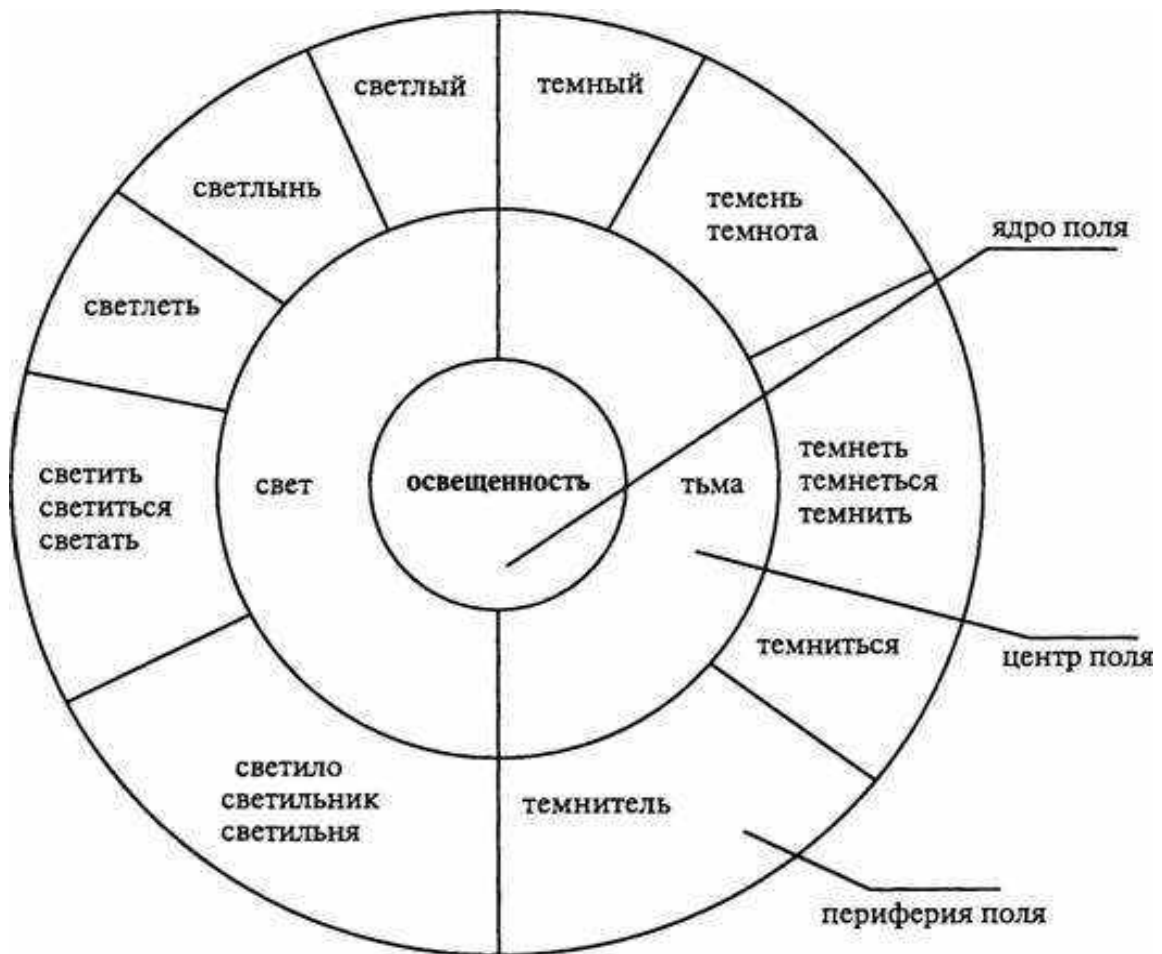 светлый
темный
светлынь
темень
темнота
ядро поля
светлеть
светить
светиться
светать
свет
освещенность
тьма
темнеть
темнеться
темнить
темниться
центр поля
светило
светильник
светильня
темнитель
периферия поля